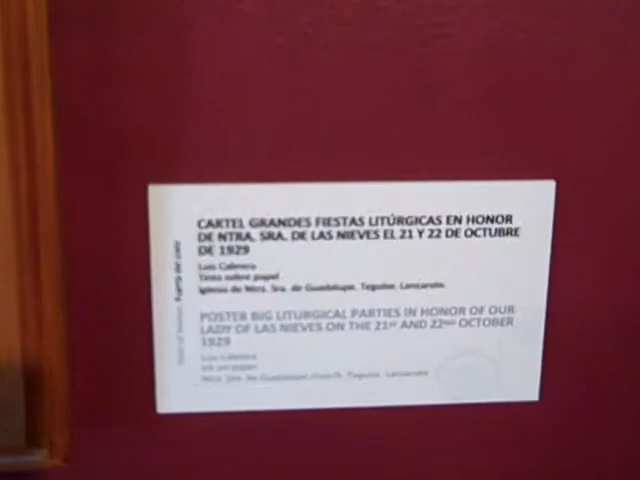 CARTEL GRANDES FIESTAS LITÚRGICAS EN HONOR
DE NTRA. SRA. DE LAS NIEVES EL 21 Y 22 DE OCTUBRE
DE 1929
Luis Cabrera
Tinta sobre papel
Iglesia de Ntra. Sra. de Guadalupe. Teguise. Lanzarote.
POSTER BIG LITURGICAL PARTIES IN HONOR OF OUR
LADY OF LAS NIEVES ON THE 21ST AND 22ND OCTOBER
1929
Luis Cabrera
Ink on paper
Ntra. Sra. de Guadalupe church. Teguise. Lanzarote